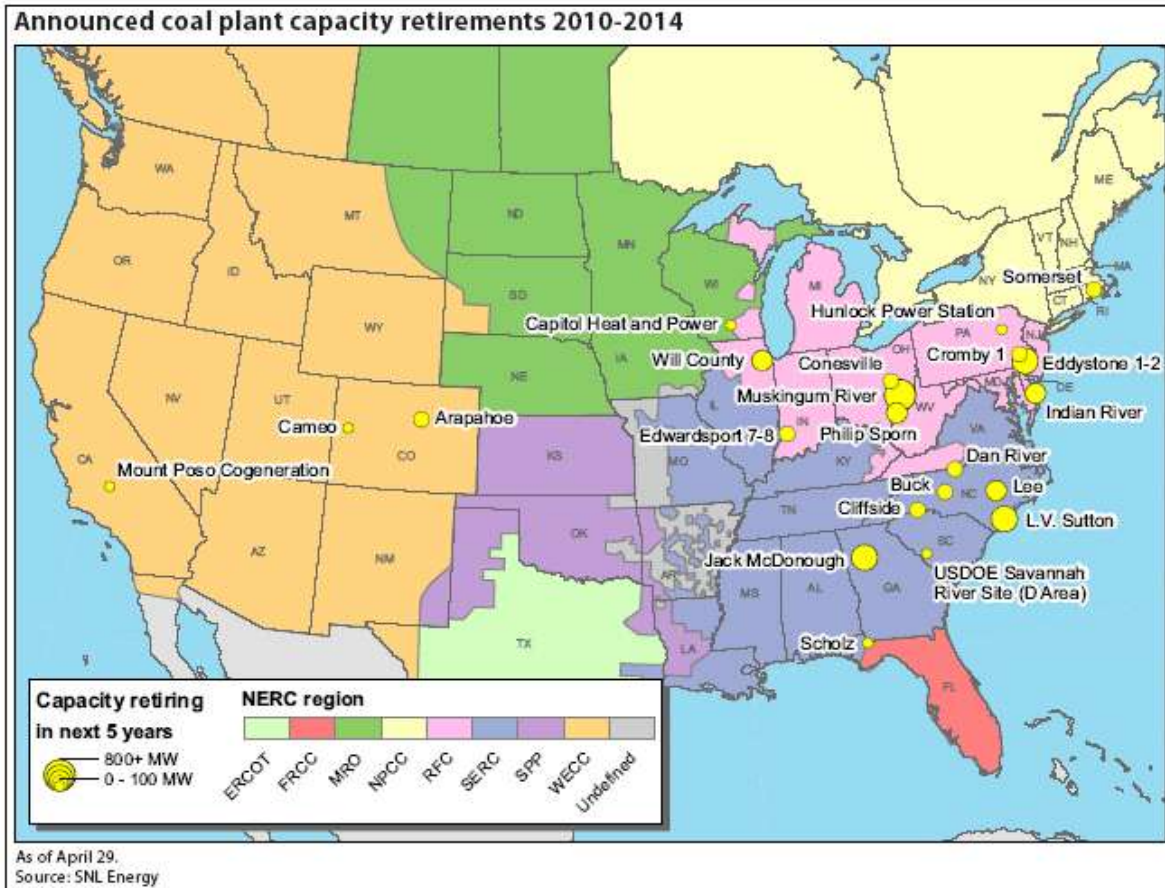 Announced coal plant capacity retirements 2010-2014
WA
MT
ND
MN
ME
OR
ID
SD
WI
MI
VT
NH
NY
MA
Somerset
CT
RI
WY
Capitol Heat and Power
Hunlock Power Station
PA
NJ
IA
NE
Will County
Conesville
OH
Cromby 1
Eddystone 1-2
NV
UT
Muskingum River
MD
DE
IL
IN
WV
Indian River
Cameo
Arapahoe
CO
Edwardsport 7-8
Philip Sporn
VA
CA
Mount Poso Cogeneration
KS
MO
KY
Dan River
Buck
NC
Lee
Cliffside
TN
L.V. Sutton
AZ
NM
OK
AR
Jack McDonough
SC
USDOE Savannah
River Site (D Area)
MS
AL
GA
TX
LA
Scholz
FL
Capacity retiring
in next 5 years
800+ MW
0 - 100 MW
NERC region
ERCOT
FRCC
MRO
NPCC
RFC
SERC
SPP
WECC
Undefined
As of April 29.
Source: SNL Energy